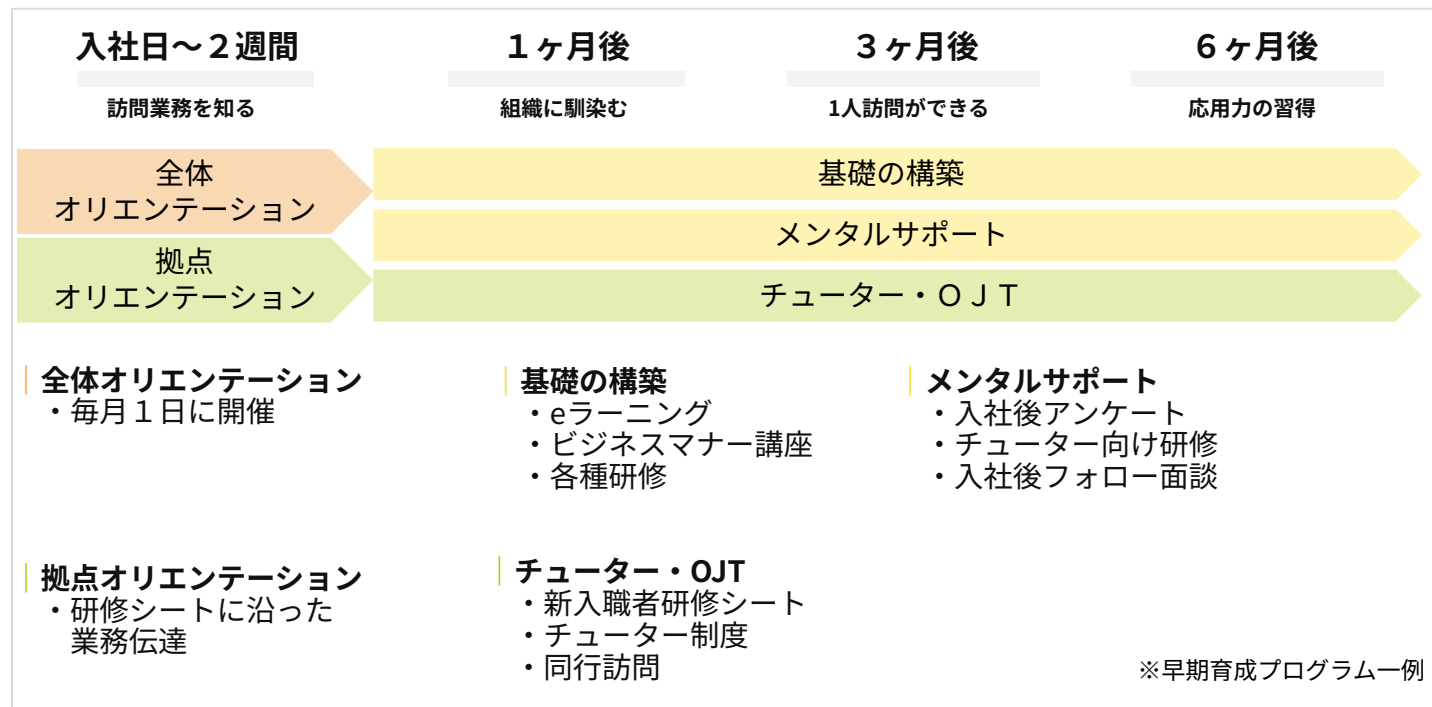 入社日～２週間
１ヶ月後
３ヶ月後
６ヶ月後
訪問業務を知る
組織に馴染む
1人訪問ができる
応用力の習得
全体
オリエンテーション
基礎の構築
メンタルサポート
拠点
オリエンテーション
チューター・ＯＪＴ
全体オリエンテーション
・毎月１日に開催
基礎の構築
・eラーニング
・ビジネスマナー講座
・各種研修
メンタルサポート
・入社後アンケート
・チューター向け研修
・入社後フォロー面談
拠点オリエンテーション
・研修シートに沿った
業務伝達
チューター・OJT
・新入職者研修シート
・チューター制度
・同行訪問
※早期育成プログラム一例